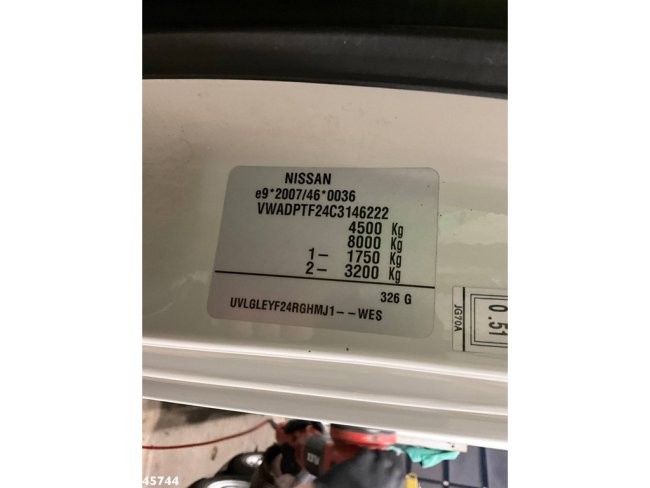 NISSAN
e9*2007/46*0036
VWADPTF24C3146222
4500 Kg
8000 Kg
1- 1750 Kg
2- 3200 Kg
326 G
UVLGLEYF24RGHMJ1--WES
JG70A
0.51
45744